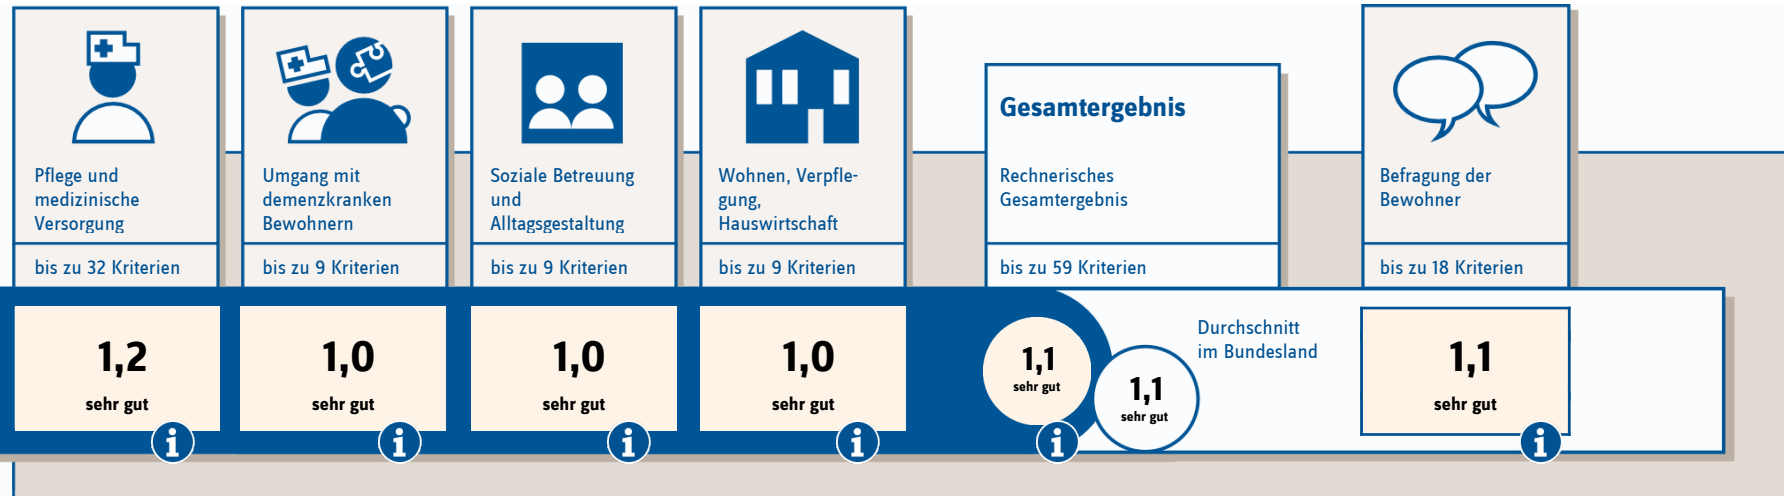 Pflege und
medizinische
Versorgung
bis zu 32 Kriterien
1,2
sehr gut
Umgang mit
demenzkranken
Bewohnern
bis zu 9 Kriterien
1,0
sehr gut
Soziale Betreuung
und
Alltagsgestaltung
bis zu 9 Kriterien
1,0
sehr gut
Wohnen, Verpfle-
gung,
Hauswirtschaft
bis zu 9 Kriterien
1,0
sehr gut
Gesamtergebnis
Rechnerisches
Gesamtergebnis
bis zu 59 Kriterien
1,1
sehr gut
Durchschnitt
im Bundesland
1,1
sehr gut
Befragung der
Bewohner
bis zu 18 Kriterien
1,1
sehr gut